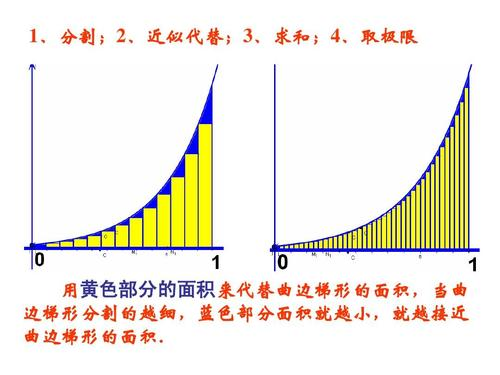 1、分割；2、近似代替；3、求和；4、取极限
0 1
0 1
用黄色部分的面积来代替曲边梯形的面积，当曲
边梯形分割的越细，蓝色部分面积就越小，就越接近
曲边梯形的面积.